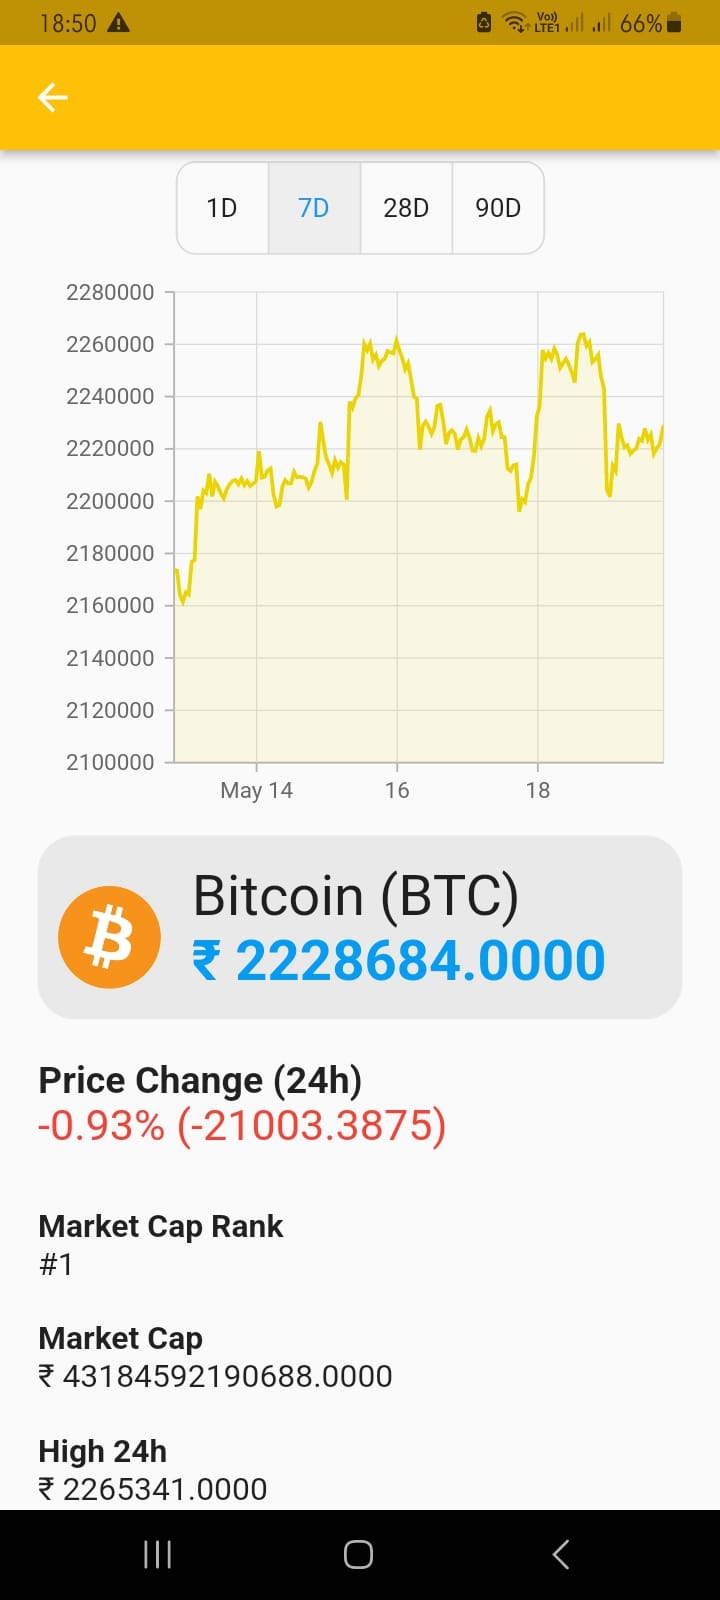 18:50
Vo))
LTE1
66%
1D 7D 28D 90D
2280000
2260000
2240000
2220000
2200000
2180000
2160000
2140000
2120000
2100000
May 14 16 18
Bitcoin (BTC)
₹ 2228684.0000
Price Change (24h)
-0.93% (-21003.3875)
Market Cap Rank
#1
Market Cap
₹ 43184592190688.0000
High 24h
₹ 2265341.0000